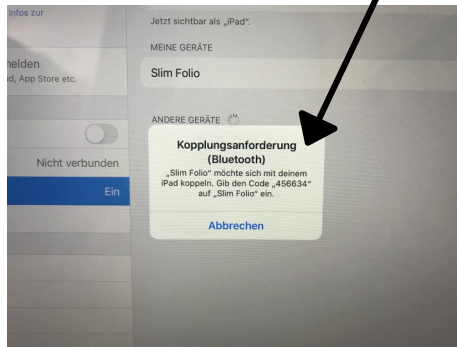 Infos zur
Jetzt sichtbar als „iPad“.
MEINE GERÄTE
elden
d, App Store etc.
Slim Folio
ANDERE GERÄTE
Nicht verbunden
Ein
Kopplungsanforderung
(Bluetooth)
„Slim Folio“ möchte sich mit deinem
iPad koppeln. Gib den Code „456634“
auf „Slim Folio“ ein.
Abbrechen